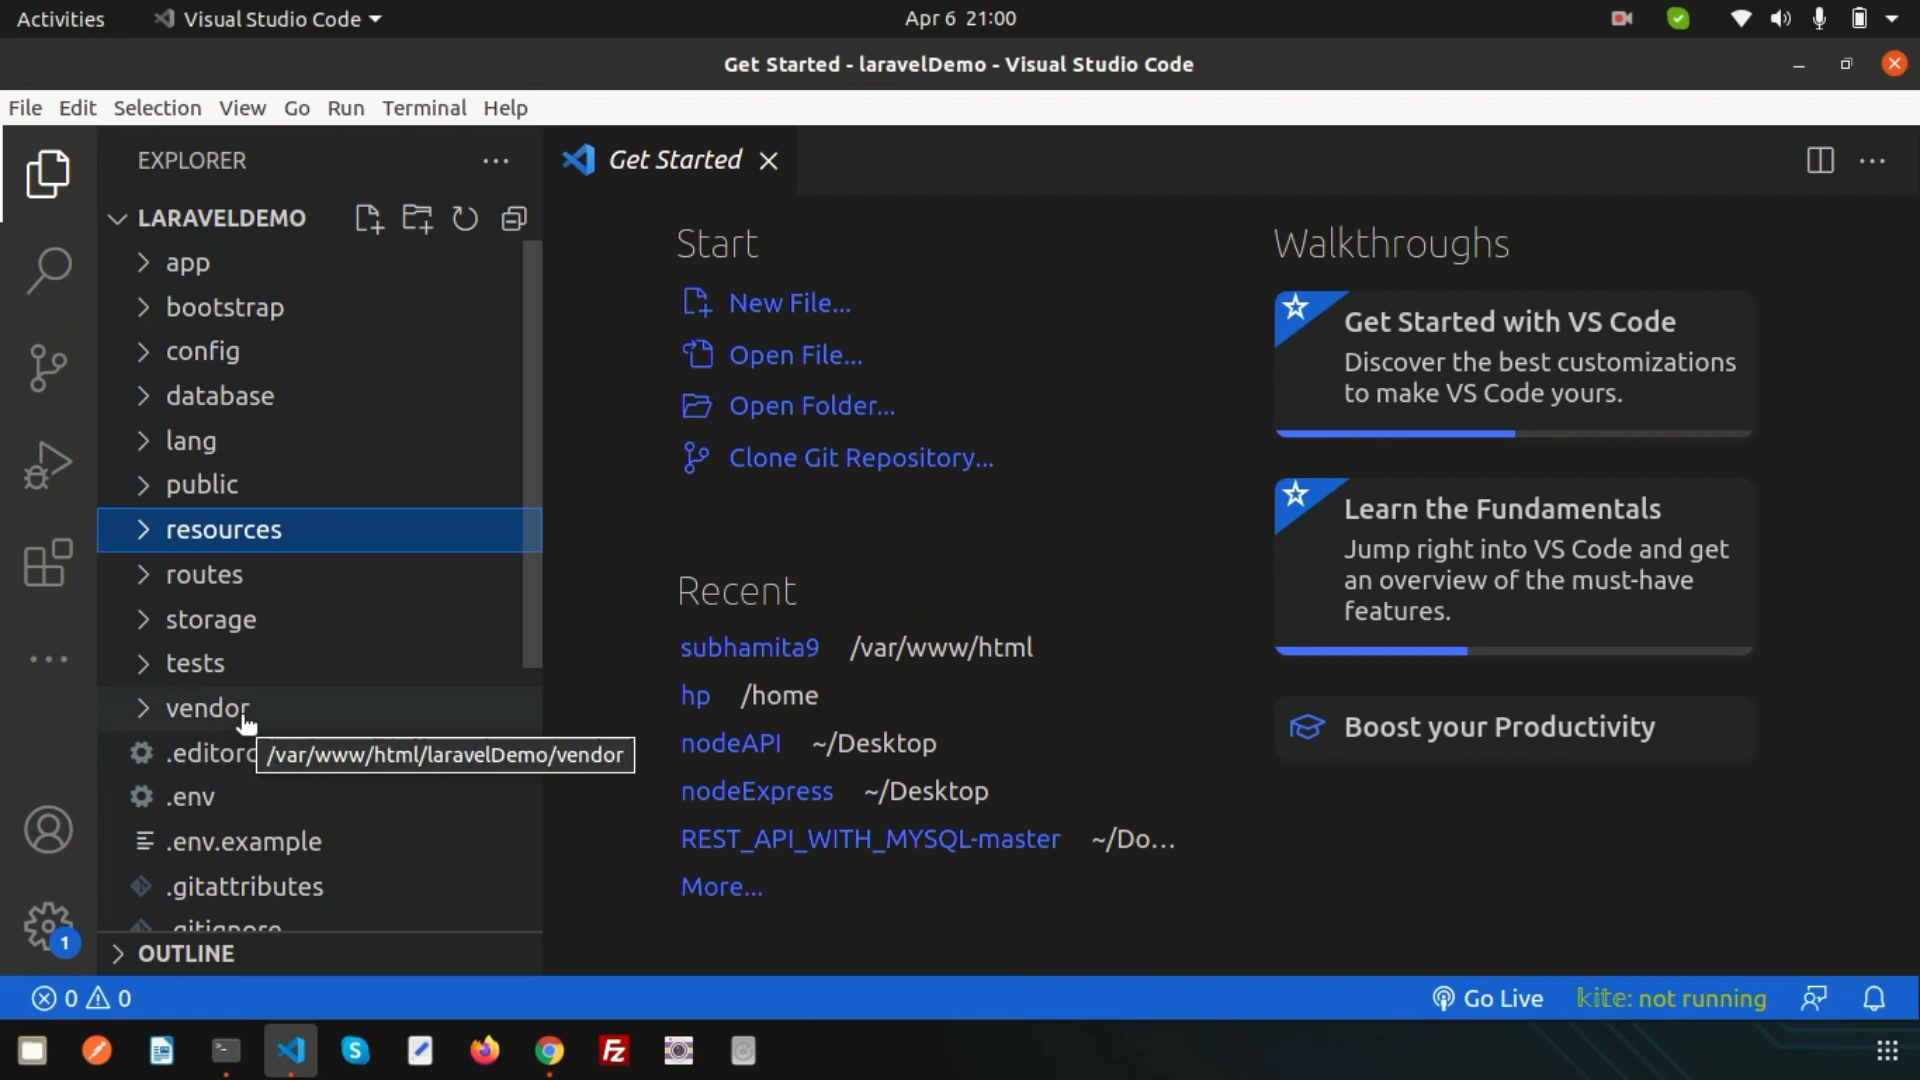 Activities
Visual Studio Code
Apr 6 21:00
Get Started - laravelDemo - Visual Studio Code
File Edit Selection View Go Run Terminal Help
EXPLORER
LARAVELDEMO
app
bootstrap
config
database
lang
public
resources
routes
storage
tests
vendor
/var/www/html/laravelDemo/vendor
.env
.env.example
.gitattributes
.gitignore
OUTLINE
Get Started
Start
New File...
Open File...
Open Folder...
Clone Git Repository...
Recent
subhamita9 /var/www/html
hp /home
nodeAPI ~/Desktop
nodeExpress ~/Desktop
REST_API_WITH_MYSQL-master ~/Do...
More...
Walkthroughs
Get Started with VS Code
Discover the best customizations
to make VS Code yours.
Learn the Fundamentals
Jump right into VS Code and get
an overview of the must-have
features.
Boost your Productivity
1
0 0
Go Live
kite: not running